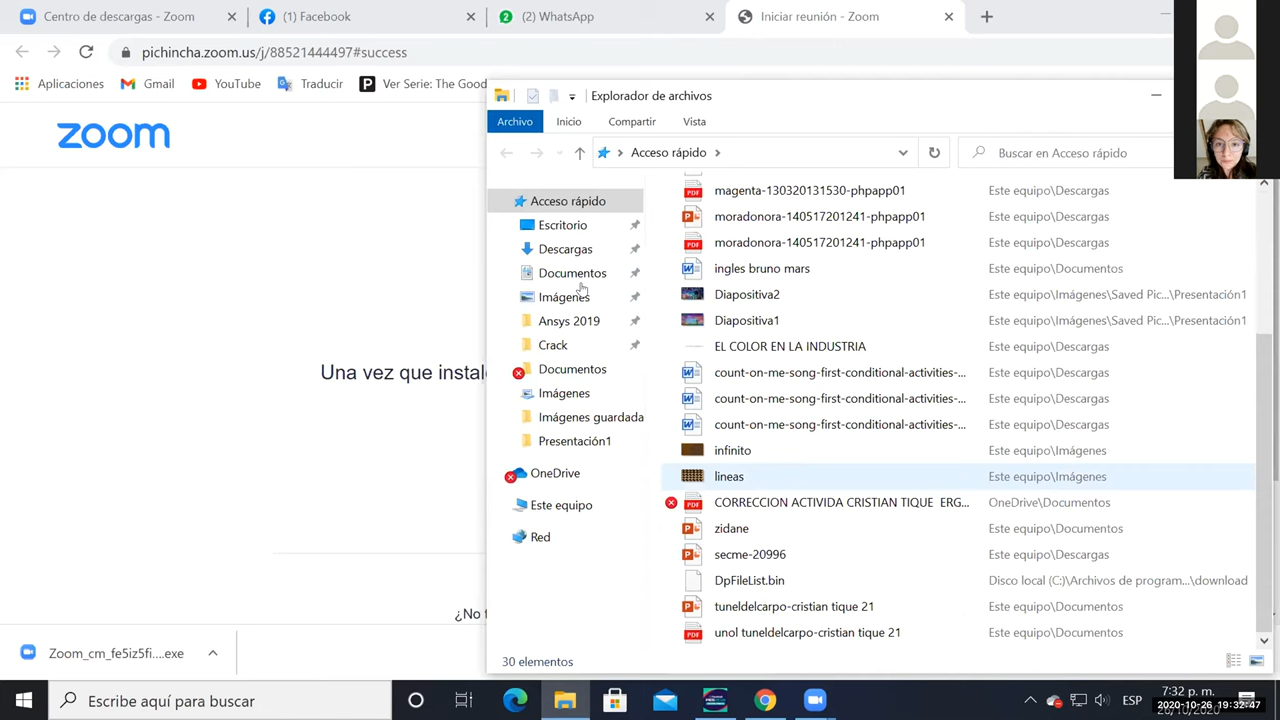 Centro de descargas - Zoom
(1) Facebook
(2) WhatsApp
Iniciar reunión - Zoom
pichincha.zoom.us/j/88521444497#success
Aplicaciones
Gmail
YouTube
Traducir
Ver Serie: The Good
zoom
Una vez que instal
Explorador de archivos
Archivo
Inicio
Compartir
Vista
Acceso rápido
Buscar en Acceso rápido
Acceso rápido
Escritorio
Descargas
Documentos
Imágenes
Ansys 2019
Crack
Documentos
Imágenes
Imágenes guardada
Presentación1
OneDrive
Este equipo
Red
magenta-130320131530-phpapp01 Este equipo\Descargas
moradonora-140517201241-phpapp01 Este equipo\Descargas
moradonora-140517201241-phpapp01 Este equipo\Descargas
ingles bruno mars Este equipo\Documentos
Diapositiva2 Este equipo\Imágenes\Saved Pic...\Presentación1
Diapositiva1 Este equipo\Imágenes\Saved Pic...\Presentación1
EL COLOR EN LA INDUSTRIA Este equipo\Descargas
count-on-me-song-first-conditional-activities-... Este equipo\Descargas
count-on-me-song-first-conditional-activities-... Este equipo\Descargas
count-on-me-song-first-conditional-activities-... Este equipo\Descargas
infinito Este equipo\Imágenes
lineas Este equipo\Imágenes
CORRECCION ACTIVIDA CRISTIAN TIQUE ERG... OneDrive\Documentos
zidane Este equipo\Documentos
secme-20996 Este equipo\Descargas
DpFileList.bin Disco local (C:)\Archivos de program...\download
tuneldelcarpo-cristian tique 21 Este equipo\Documentos
unol tuneldelcarpo-cristian tique 21 Este equipo\Documentos
30 elementos
¿No
Zoom_cm_fe5iz5fi....exe
Escribe aquí para buscar
ESP
7:32 p. m.
2020-10-26 19:32:47